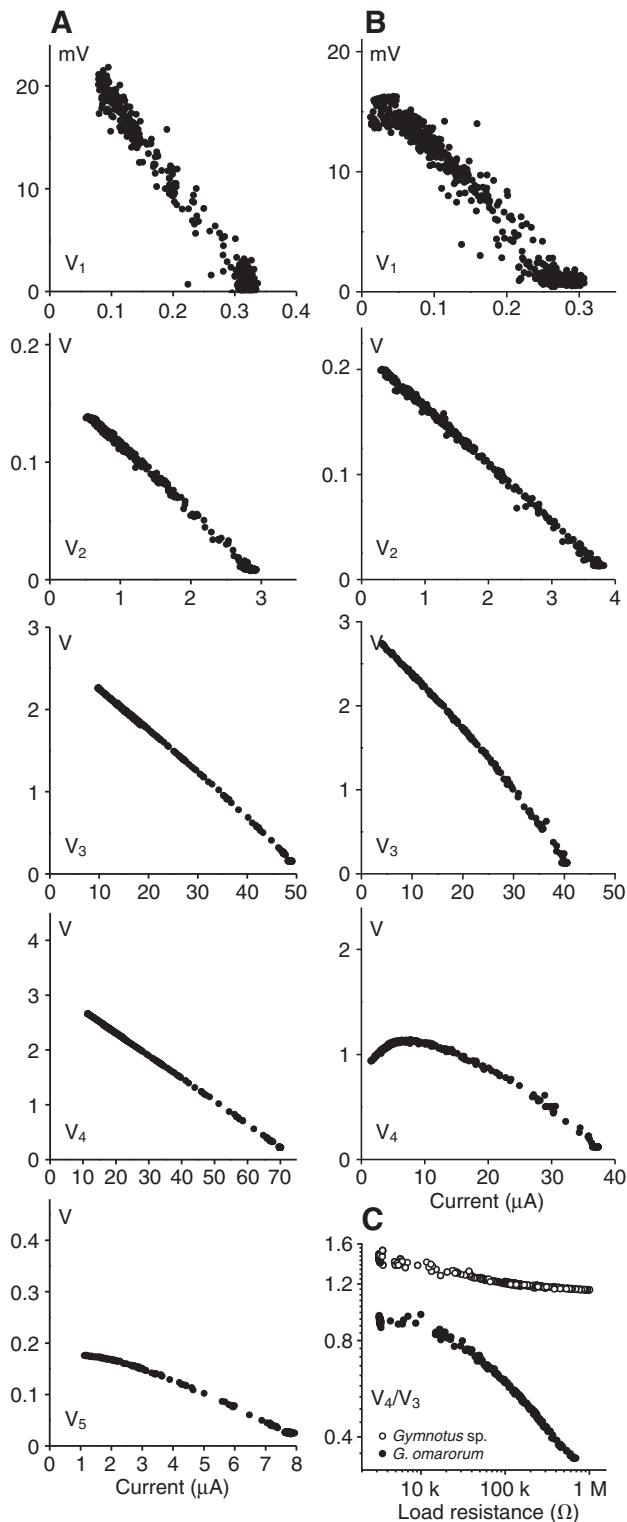 A
B
mV
20
10
0
V1
0 0.1 0.2 0.3 0.4
20
10
0
V1
0 0.1 0.2 0.3
V
0.2
0.1
0
V2
0 1 2 3
V
0.2
0.1
0
V2
0 1 2 3 4
V
3
2
1
0
V3
0 10 20 30 40 50
V
3
2
1
0
V3
0 10 20 30 40 50
V
4
3
2
1
0
V4
0 10 20 30 40 50 60 70
V
2
1
0
V4
0 10 20 30 40
Current (μA)
V
0.4
0.3
0.2
0.1
0
V5
0 1 2 3 4 5 6 7 8
Current (μA)
C
1.6
1.2
0.8
0.4
V4/V3
Gymnotus sp.
G. omarorum
10 k 100 k 1 M
Load resistance (Ω)